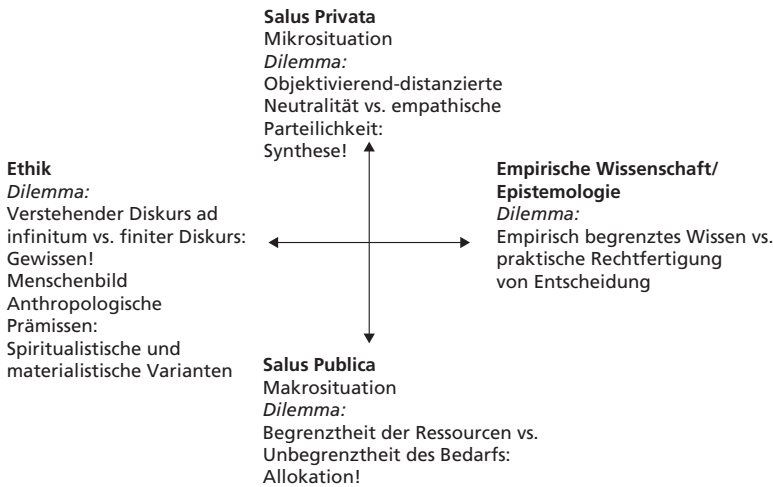 Salus Privata
Mikrosituation
Dilemma:
Objektivierend-distanzierte
Neutralität vs. empathische
Parteilichkeit:
Synthese!
Ethik
Dilemma:
Verstehender Diskurs ad
infinitum vs. finiter Diskurs:
Gewissen!
Menschenbild
Anthropologische
Prämissen:
Spiritualistische und
materialistische Varianten
Empirische Wissenschaft/
Epistemologie
Dilemma:
Empirisch begrenztes Wissen vs.
praktische Rechtfertigung
von Entscheidung
Salus Publica
Makrosituation
Dilemma:
Begrenztheit der Ressourcen vs.
Unbegrenztheit des Bedarfs:
Allokation!